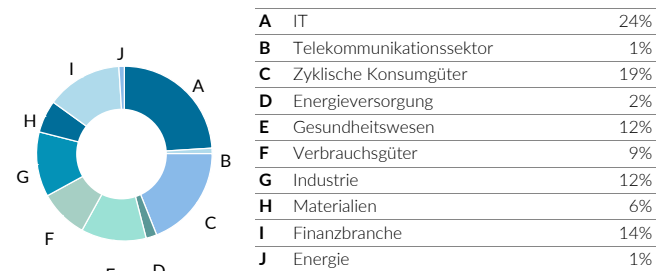 A IT 24%
B Telekommunikationssektor 1%
C Zyklische Konsumgüter 19%
D Energieversorgung 2%
E Gesundheitswesen 12%
F Verbrauchsgüter 9%
G Industrie 12%
H Materialien 6%
I Finanzbranche 14%
J Energie 1%
J
I
A
H
B
G
C
F
D